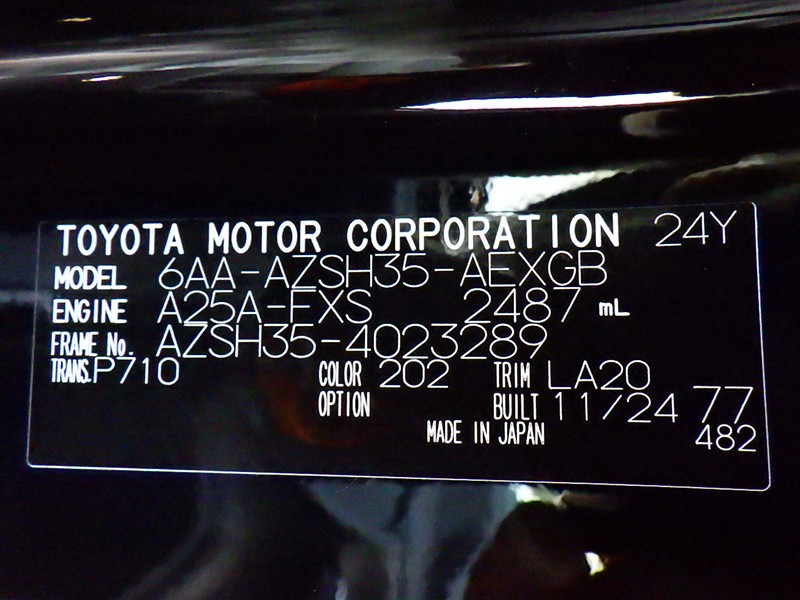 TOYOTA MOTOR CORPORATION 24Y
MODEL 6AA-AZSH35-AEXGB
ENGINE A25A-FXS 2487 mL
FRAME No. AZSH35-4023289
TRANS. P710 COLOR 202 TRIM LA20
OPTION BUILT 11/24 77
MADE IN JAPAN 482